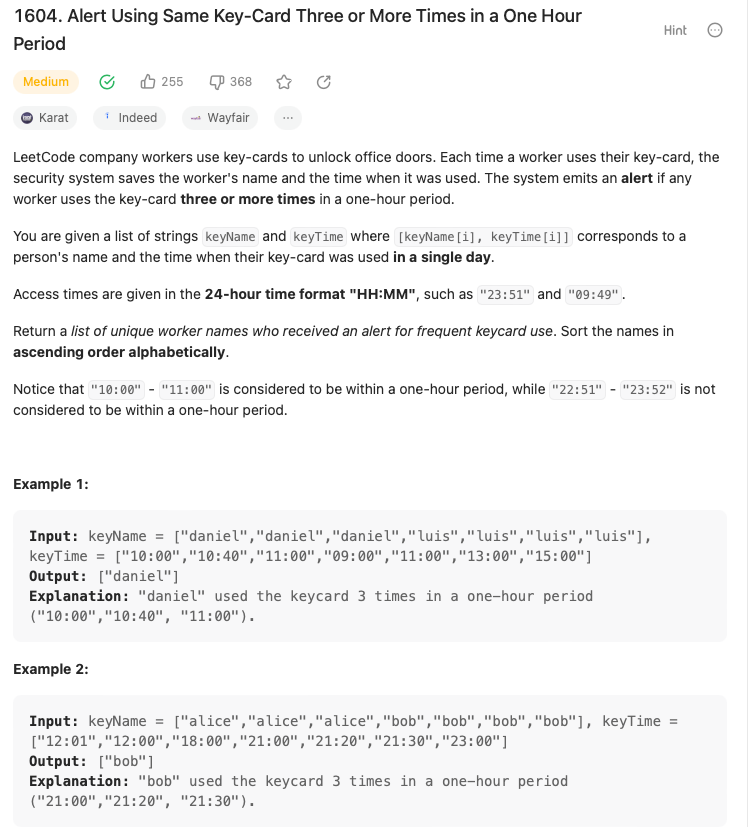 1604. Alert Using Same Key-Card Three or More Times in a One Hour
Period
Hint
Medium
255
368
Karat
Indeed
Wayfair
LeetCode company workers use key-cards to unlock office doors. Each time a worker uses their key-card, the
security system saves the worker's name and the time when it was used. The system emits an alert if any
worker uses the key-card three or more times in a one-hour period.
You are given a list of strings keyName and keyTime where [keyName[i], keyTime[i]] corresponds to a
person's name and the time when their key-card was used in a single day.
Access times are given in the 24-hour time format "HH:MM", such as "23:51" and "09:49".
Return a list of unique worker names who received an alert for frequent keycard use. Sort the names in
ascending order alphabetically.
Notice that "10:00" - "11:00" is considered to be within a one-hour period, while "22:51" - "23:52" is not
considered to be within a one-hour period.
Example 1:
Input: keyName = ["daniel","daniel","daniel","luis","luis","luis","luis"],
keyTime = ["10:00","10:40","11:00","09:00","11:00","13:00","15:00"]
Output: ["daniel"]
Explanation: "daniel" used the keycard 3 times in a one-hour period
("10:00","10:40", "11:00").
Example 2:
Input: keyName = ["alice","alice","alice","bob","bob","bob","bob"], keyTime =
["12:01","12:00","18:00","21:00","21:20","21:30","23:00"]
Output: ["bob"]
Explanation: "bob" used the keycard 3 times in a one-hour period
("21:00","21:20", "21:30").